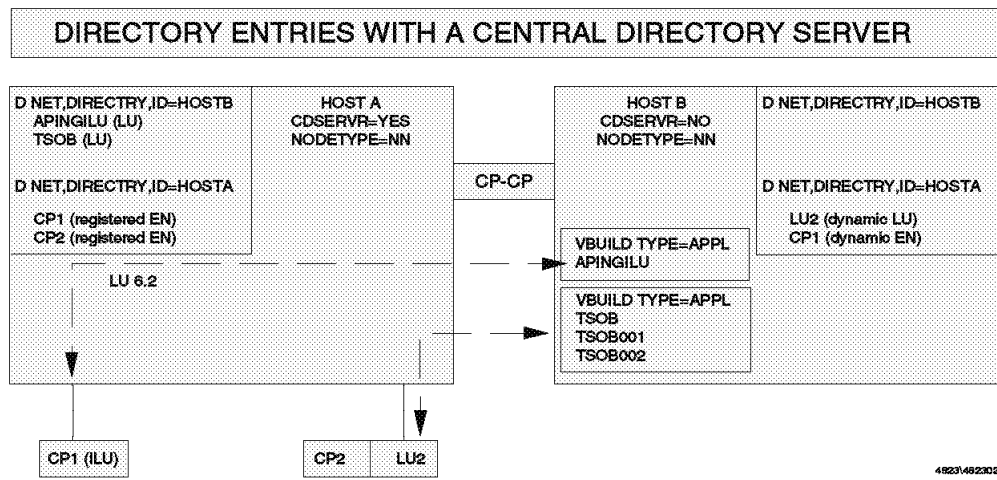 DIRECTORY ENTRIES WITH A CENTRAL DIRECTORY SERVER
D NET,DIRECTRY,ID=HOSTB
APINGILU (LU)
TSOB (LU)
D NET,DIRECTRY,ID=HOSTA
CP1 (registered EN)
CP2 (registered EN)
HOST A
CDSERVR=YES
NODETYPE=NN
LU 6.2
CP-CP
HOST B
CDSERVR=NO
NODETYPE=NN
D NET,DIRECTRY,ID=HOSTB
D NET,DIRECTRY,ID=HOSTA
LU2 (dynamic LU)
CP1 (dynamic EN)
VBUILD TYPE=APPL
APINGILU
VBUILD TYPE=APPL
TSOB
TSOB001
TSOB002
CP1 (ILU)
CP2
LU2
4823\482302